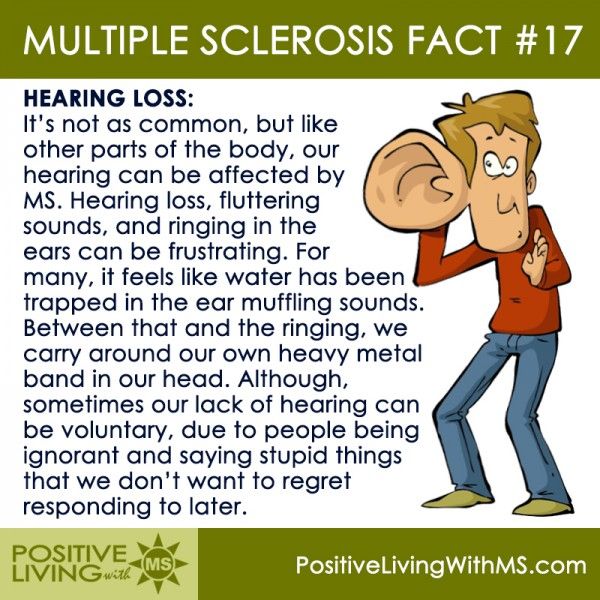 MULTIPLE SCLEROSIS FACT #17
HEARING LOSS:
It's not as common, but like
other parts of the body, our
hearing can be affected by
MS. Hearing loss, fluttering
sounds, and ringing in the
ears can be frustrating. For
many, it feels like water has been
trapped in the ear muffling sounds.
Between that and the ringing, we
carry around our own heavy metal
band in our head. Although,
sometimes our lack of hearing can
be voluntary, due to people being
ignorant and saying stupid things
that we don't want to regret
responding to later.
POSITIVE
LIVING with MS
PositiveLivingWithMS.com